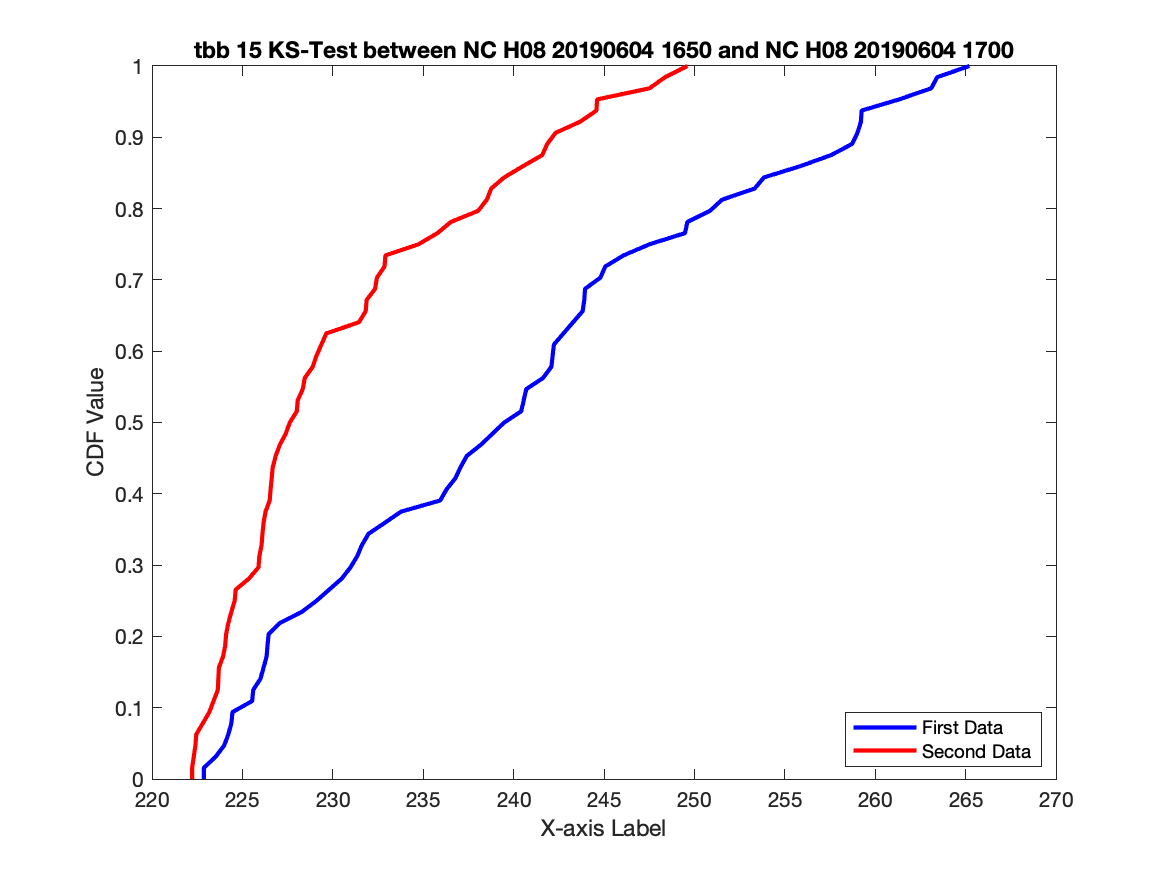 tbb 15 KS-Test between NC H08 20190604 1650 and NC H08 20190604 1700
1
0.9
0.8
0.7
0.6
0.5
0.4
0.3
0.2
0.1
0
CDF Value
First Data
Second Data
220 225 230 235 240 245 250 255 260 265 270
X-axis Label